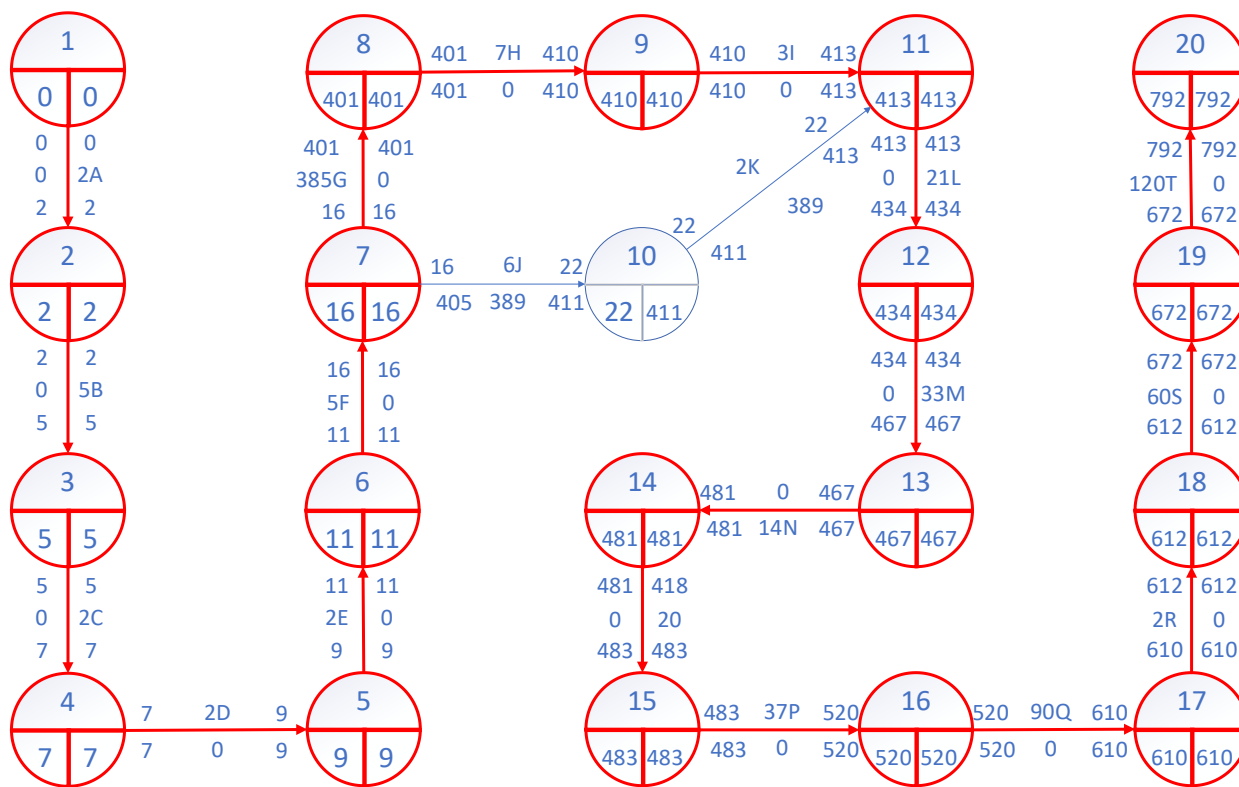 1 8 9 11 20
401 7H 410 410 3I 413
0 0 401 401 401 0 410 410 410 410 0 413 413 413 792 792
0 0 401 401 22 413 413 792 792
0 2A 385G 0 2K 413 0 21L 120T 0
2 2 16 16 389 434 434 672 672
22
411
2 7 10 12 19
16 6J 22
2 2 16 16 405 389 411 22 411 434 434 672 672
2 2 16 16 434 434 672 672
0 5B 5F 0 0 33M 60S 0
5 5 11 11 467 467 612 612
3 6 14 13 18
481 0 467
5 5 11 11 481 481 481 14N 467 467 467 612 612
5 5 11 11 481 418 612 612
0 2C 2E 0 0 20 2R 0
7 7 9 9 483 483 610 610
4 5 15 16 17
7 2D 9 483 37P 520 520 90Q 610
7 7 7 0 9 9 9 483 483 483 0 520 520 520 520 0 610 610 610